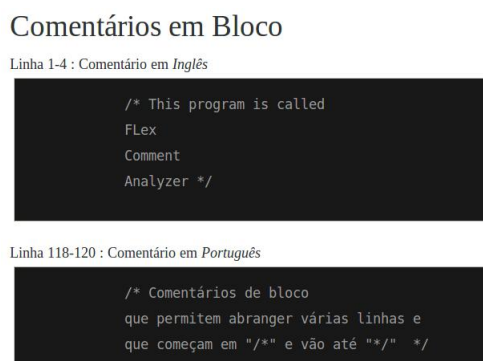 Comentários em Bloco
Linha 1-4 : Comentário em Inglês
/* This program is called
FLex
Comment
Analyzer */
Linha 118-120 : Comentário em Português
/* Comentários de bloco
que permitem abranger várias linhas e
que começam em "/*" e vão até "*/"  */